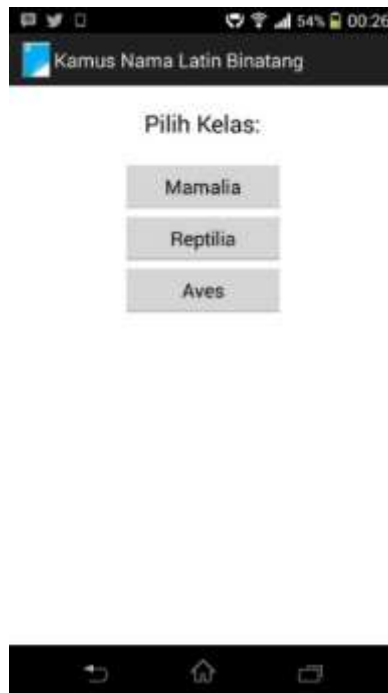 54% 00:26
Kamus Nama Latin Binatang
Pilih Kelas:
Mamalia
Reptilia
Aves